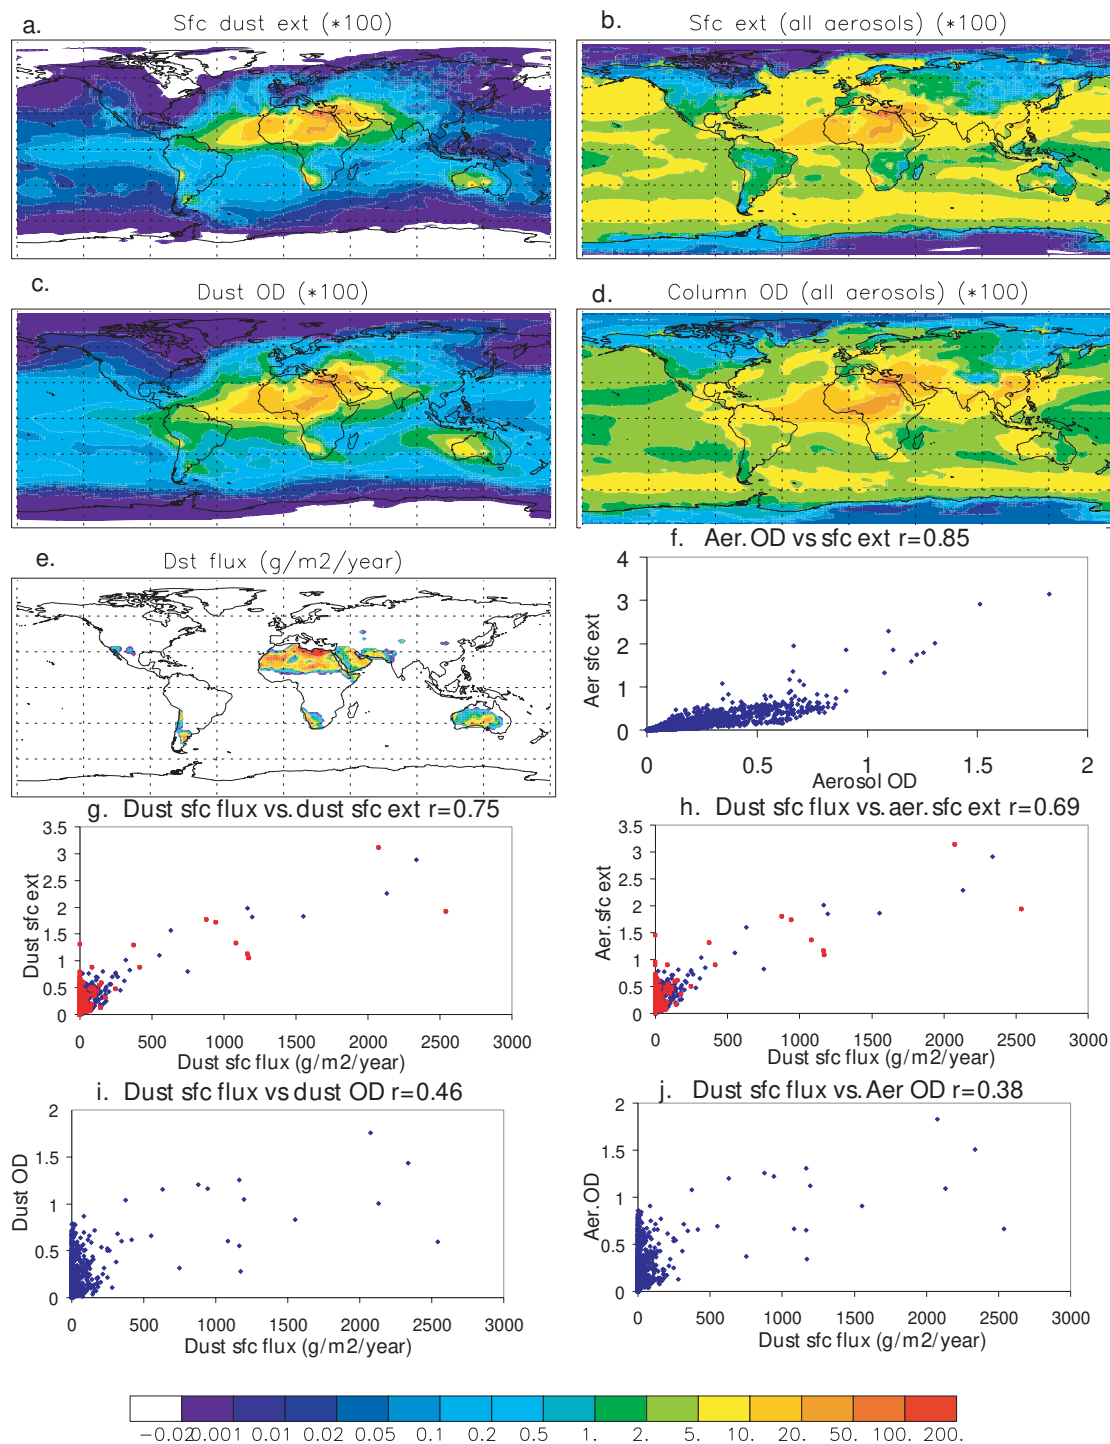 a. Sfc dust ext (*100)
b. Sfc ext (all aerosols) (*100)
c. Dust OD (*100)
d. Column OD (all aerosols) (*100)
e. Dst flux (g/m2/year)
f. Aer. OD vs sfc ext r=0.85
4
3
2
1
0
Aer sfc ext
0 0.5 1 1.5 2
Aerosol OD
g. Dust sfc flux vs. dust sfc ext r=0.75
3.5
3
2.5
2
1.5
1
0.5
0
Dust sfc ext
0 500 1000 1500 2000 2500 3000
Dust sfc flux (g/m2/year)
h. Dust sfc flux vs. aer. sfc ext r=0.69
3.5
3
2.5
2
1.5
1
0.5
0
Aer. sfc ext
0 500 1000 1500 2000 2500 3000
Dust sfc flux (g/m2/year)
i. Dust sfc flux vs dust OD r=0.46
2
1.5
1
0.5
0
Dust OD
0 500 1000 1500 2000 2500 3000
Dust sfc flux (g/m2/year)
j. Dust sfc flux vs. Aer OD r=0.38
2
1
0
Aer. OD
0 500 1000 1500 2000 2500 3000
Dust sfc flux (g/m2/year)
-0.02 0.001 0.01 0.02 0.05 0.1 0.2 0.5 1. 2. 5. 10. 20. 50. 100. 200.